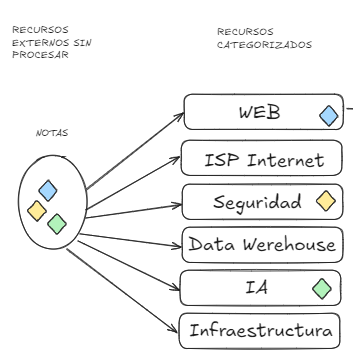 RECURSOS
EXTERNOS SIN
PROCESAR
RECURSOS
CATEGORIZADOS
NOTAS
WEB
ISP Internet
Seguridad
Data Werehouse
IA
Infraestructura